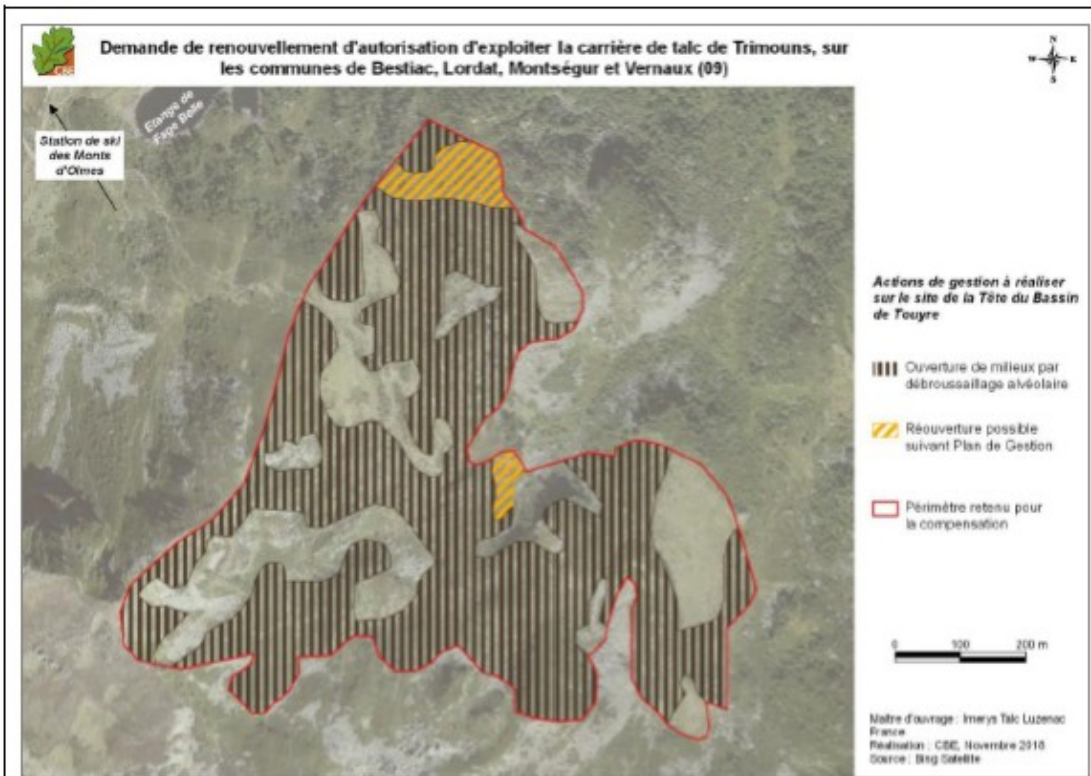 CBE
Demande de renouvellement d'autorisation d'exploiter la carrière de talc de Trimouns, sur
les communes de Bestiac, Lordat, Montségur et Vernaux (09)
N
W E
S
Etang de
Fage Belle
Station de ski
des Monts
d'Olmes
Actions de gestion à réaliser
sur le site de la Tête du Bassin
de Touyre
Ouverture de milieux par
débroussaillage alvéolaire
Réouverture possible
suivant Plan de Gestion
Périmètre retenu pour
la compensation
0 100 200 m
Maître d'ouvrage : Imerys Talc Luzenac
France
Réalisation : CBE, Novembre 2018
Source : Bing Satellite